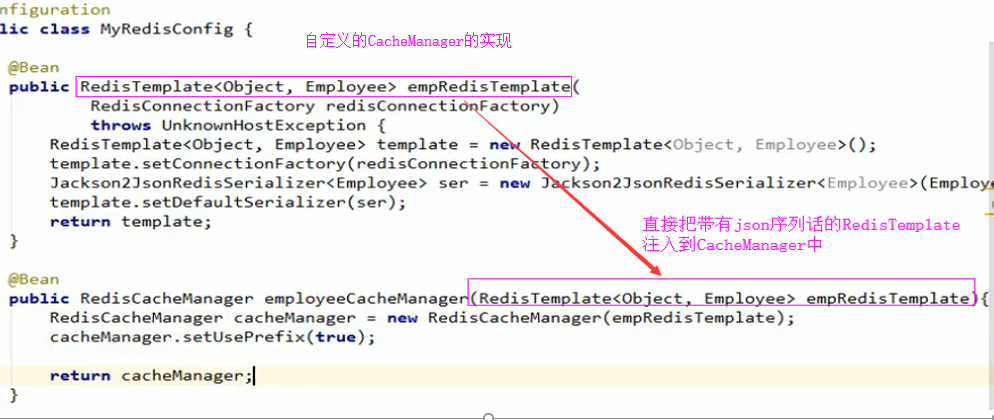 nfiguration
lic class MyRedisConfig {
自定义的CacheManager的实现
@Bean
public RedisTemplate<Object, Employee> empRedisTemplate(
RedisConnectionFactory redisConnectionFactory)
throws UnknownHostException {
RedisTemplate<Object, Employee> template = new RedisTemplate<Object, Employee>();
template.setConnectionFactory(redisConnectionFactory);
Jackson2JsonRedisSerializer<Employee> ser = new Jackson2JsonRedisSerializer<Employee>(Employe
template.setDefaultSerializer(ser);
return template;
}
直接把带有json序列话的RedisTemplate
注入到CacheManager中
@Bean
public RedisCacheManager employeeCacheManager(RedisTemplate<Object, Employee> empRedisTemplate){
RedisCacheManager cacheManager = new RedisCacheManager(empRedisTemplate);
cacheManager.setUsePrefix(true);
return cacheManager;
}